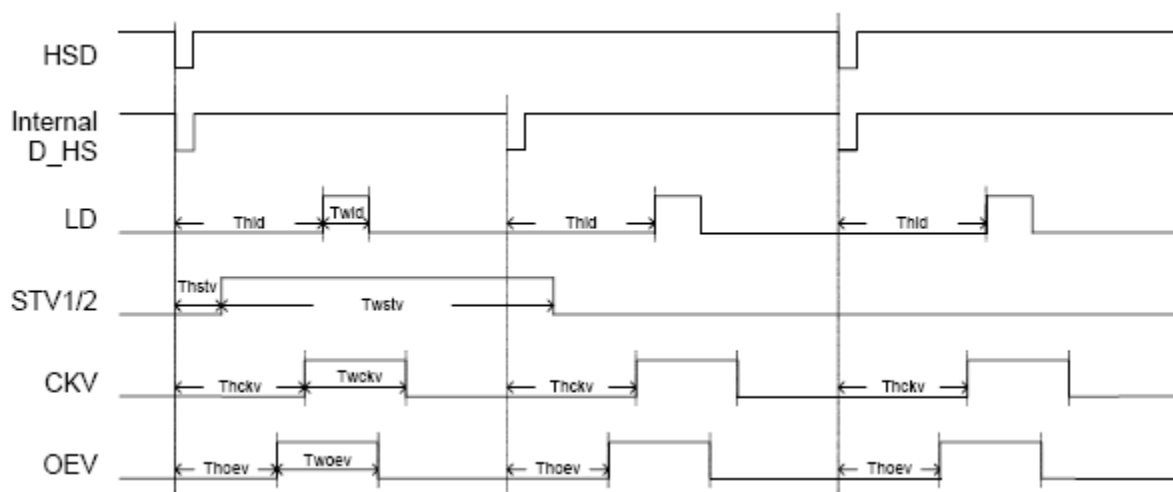 HSD
Internal
D_HS
LD
Thld Twld Thld Thld
STV1/2
Thstv Twstv
CKV
Thckv Twckv Thckv Thckv
OEV
Thoev Twoev Thoev Thoev